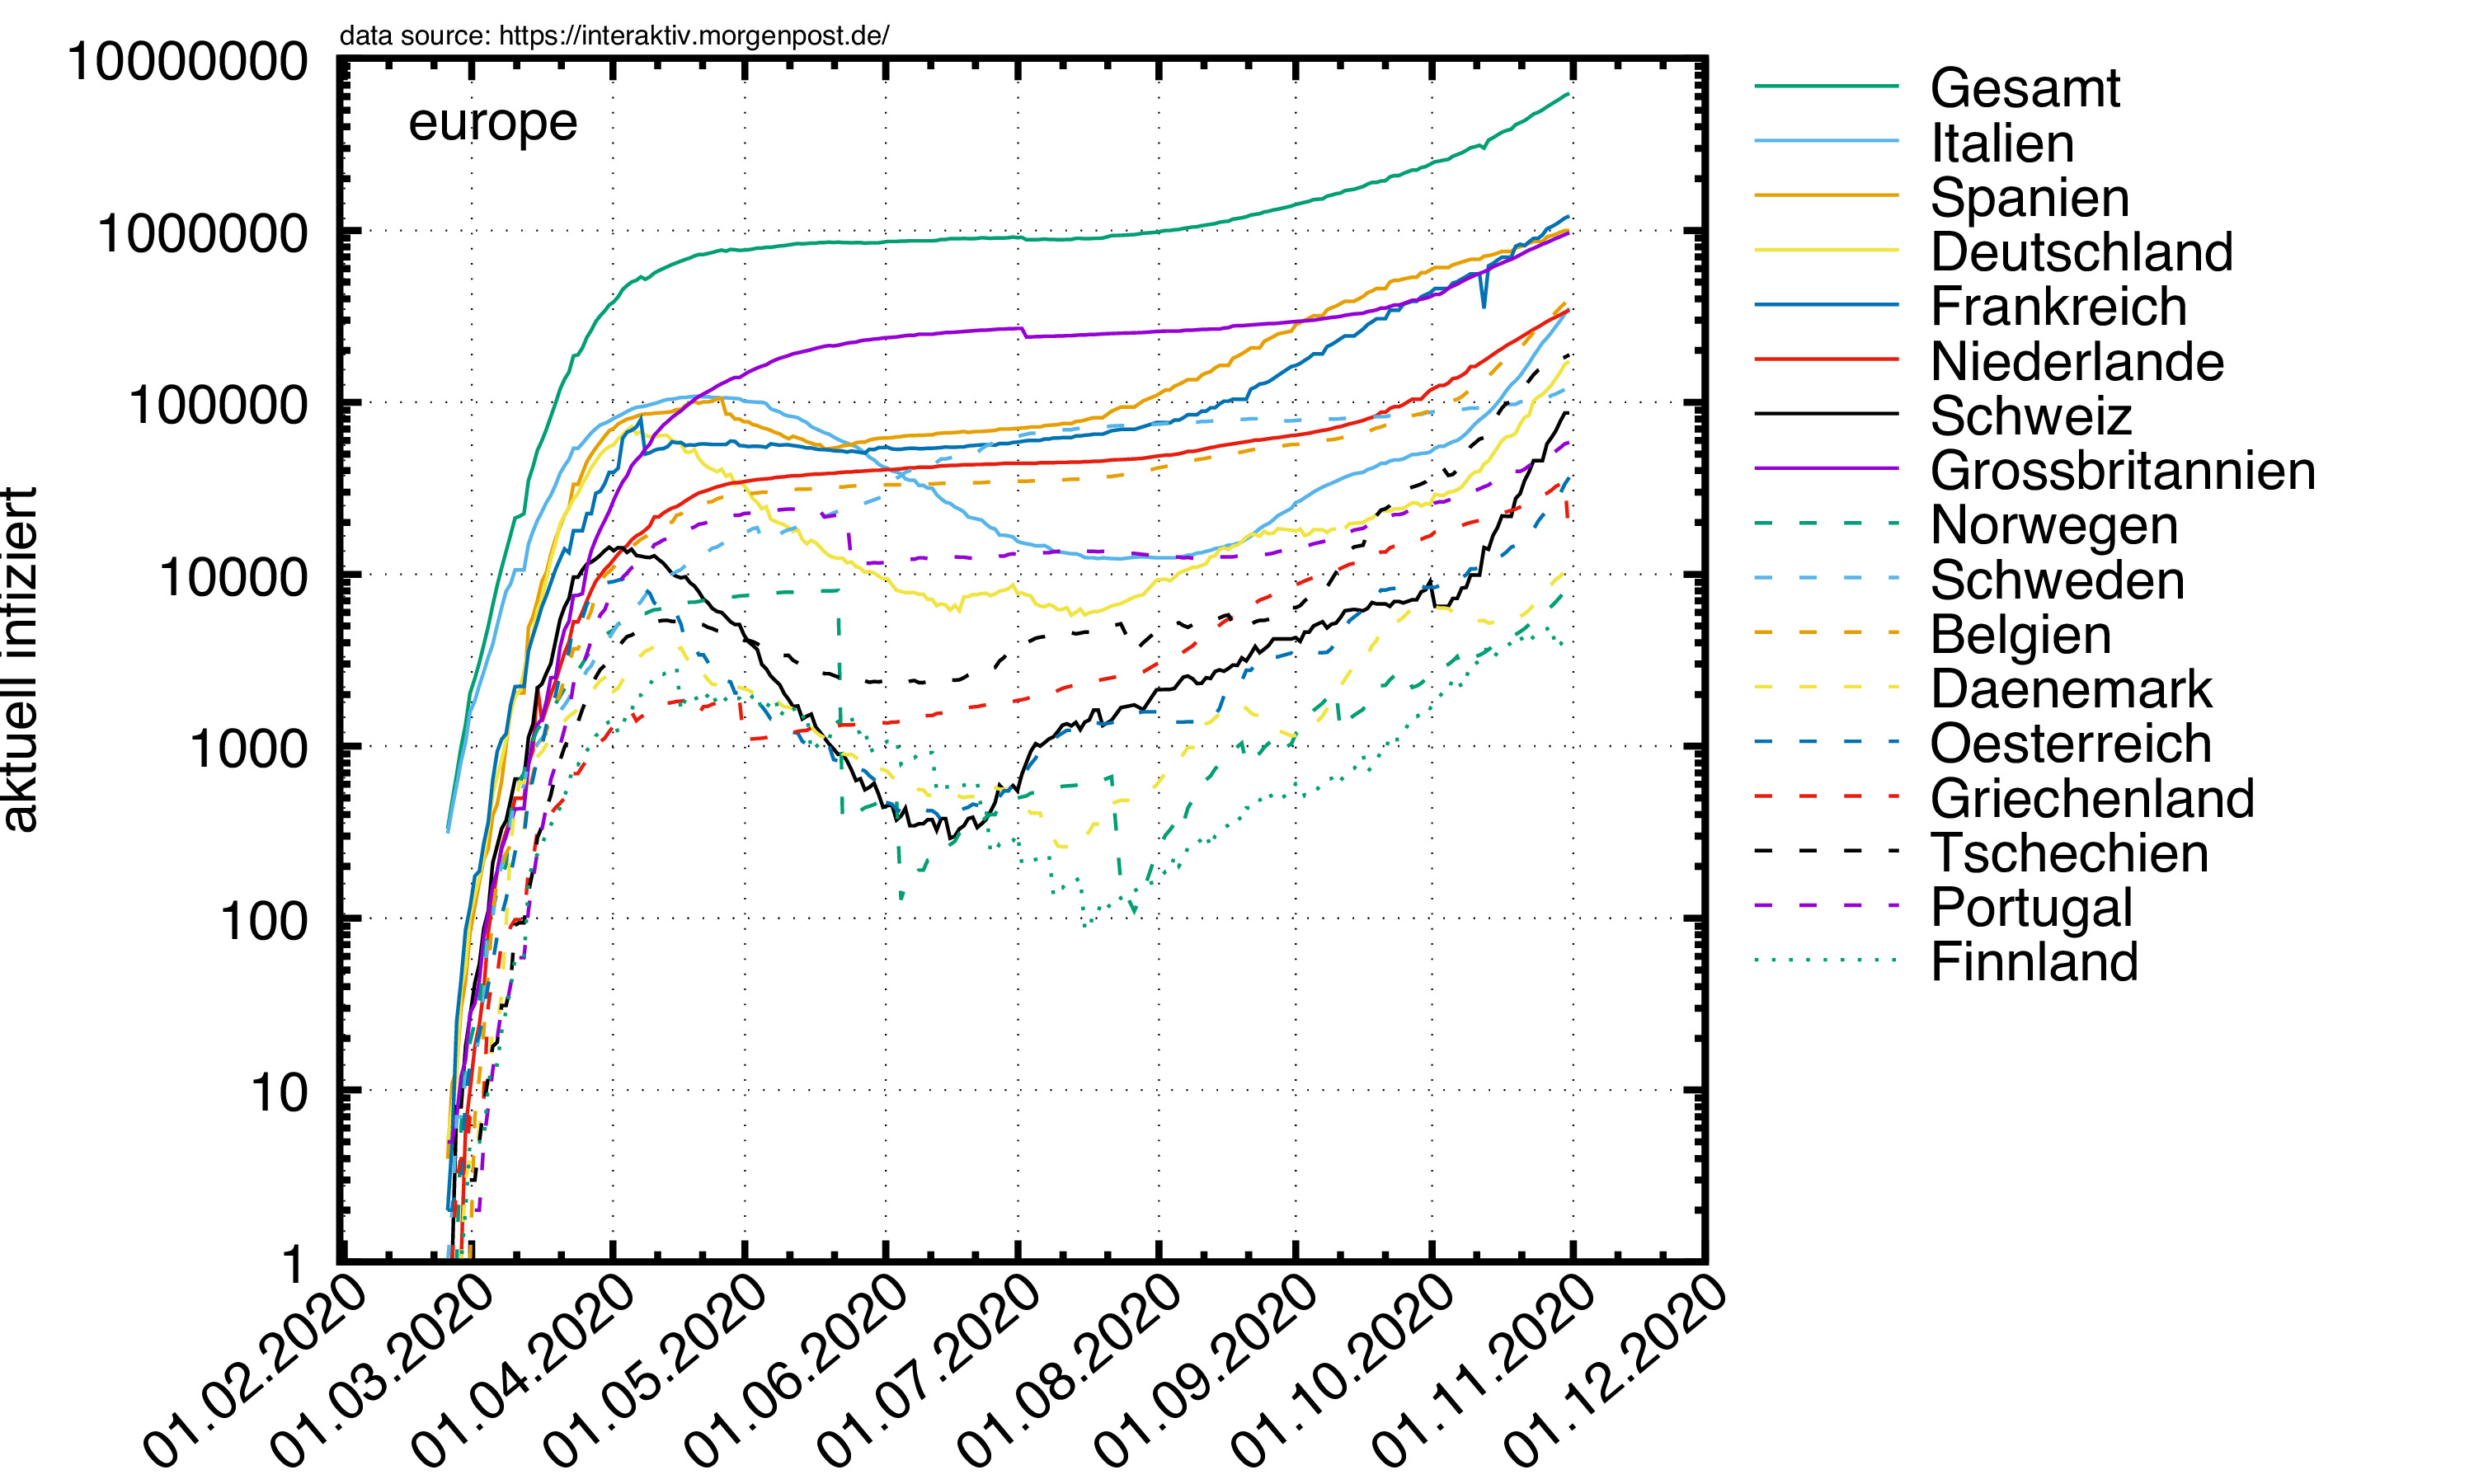 data source: https://interaktiv.morgenpost.de/
europe
aktuell infiziert
10000000
1000000
100000
10000
1000
100
10
1
01.02.2020
01.03.2020
01.04.2020
01.05.2020
01.06.2020
01.07.2020
01.08.2020
01.09.2020
01.10.2020
01.11.2020
01.12.2020
Gesamt
Italien
Spanien
Deutschland
Frankreich
Niederlande
Schweiz
Grossbritannien
Norwegen
Schweden
Belgien
Daenemark
Oesterreich
Griechenland
Tschechien
Portugal
Finnland